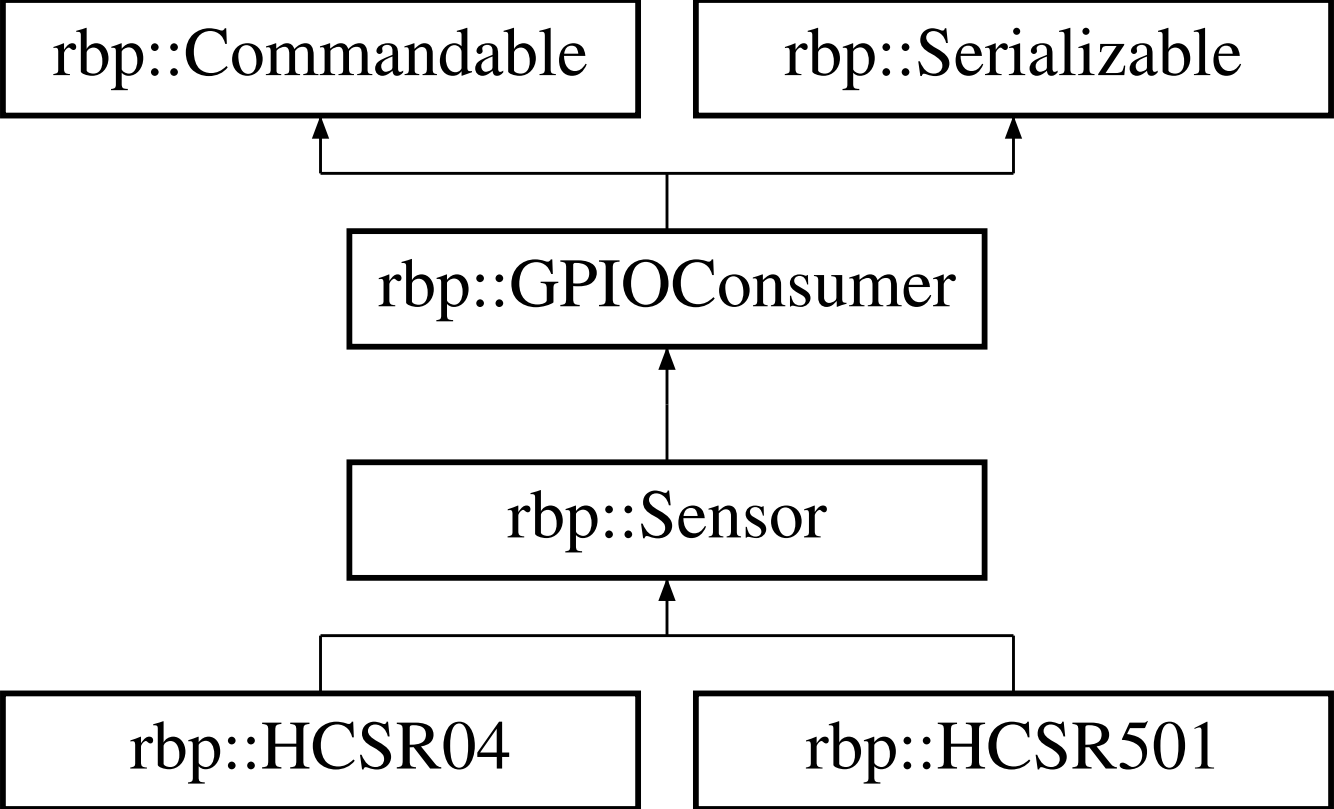 rbp::Commandable
rbp::Serializable
rbp::GPIOConsumer
rbp::Sensor
rbp::HCSR04
rbp::HCSR501